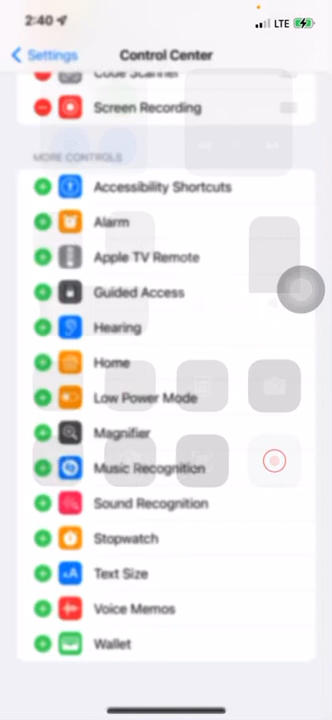 2:40
LTE
Settings
Control Center
Code Scanner
Screen Recording
MORE CONTROLS
Accessibility Shortcuts
Alarm
Apple TV Remote
Guided Access
Hearing
Home
Low Power Mode
Magnifier
Music Recognition
Sound Recognition
Stopwatch
AA Text Size
Voice Memos
Wallet